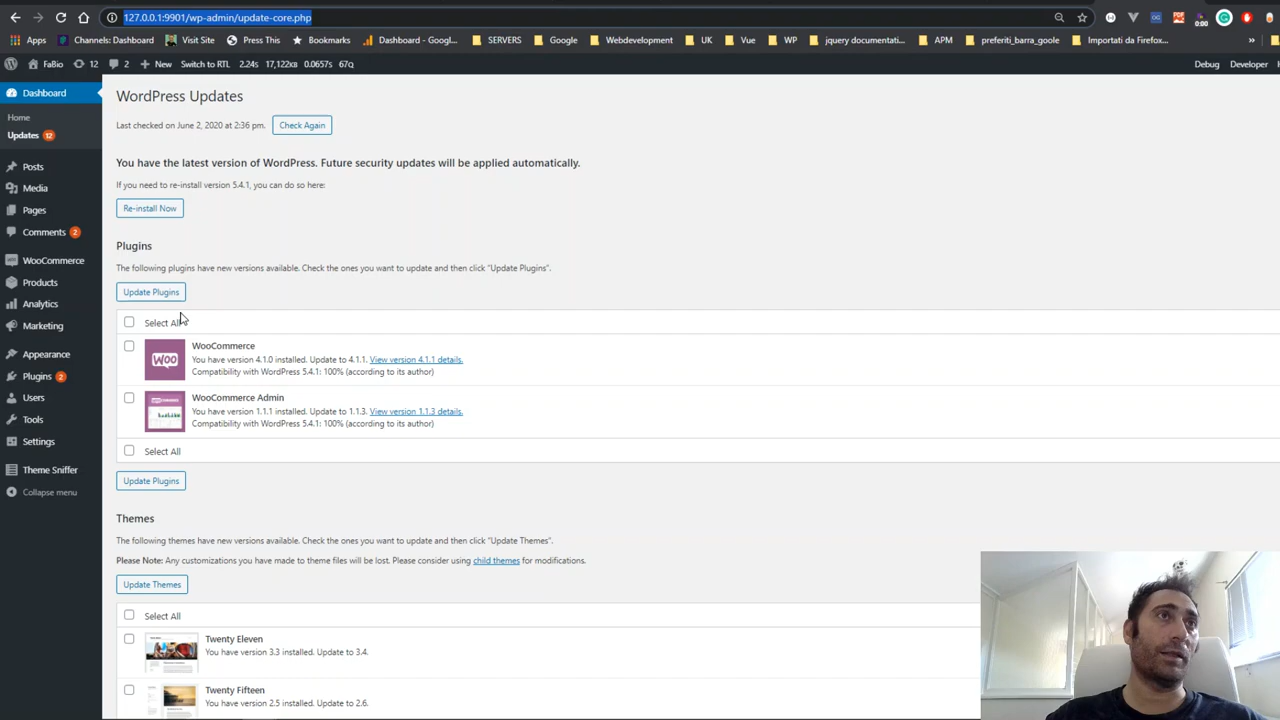 127.0.0.1:9901/wp-admin/update-core.php
Apps Channels: Dashboard Visit Site Press This Bookmarks Dashboard - Googl... SERVERS Google Webdevelopment UK Vue WP jquery documentati... APM preferiti_barra_goole Importati da Firefox... »
FaBio 12 2 New Switch to RTL 2.24s 17,122kB 0.0657s 67Q Debug Developer
Dashboard
Home
Updates 12
Posts
Media
Pages
Comments 2
WooCommerce
Products
Analytics
Marketing
Appearance
Plugins 2
Users
Tools
Settings
Theme Sniffer
Collapse menu
WordPress Updates
Last checked on June 2, 2020 at 2:36 pm. Check Again
You have the latest version of WordPress. Future security updates will be applied automatically.
If you need to re-install version 5.4.1, you can do so here:
Re-install Now
Plugins
The following plugins have new versions available. Check the ones you want to update and then click "Update Plugins".
Update Plugins
Select All
WOO
WooCommerce
You have version 4.1.0 installed. Update to 4.1.1. View version 4.1.1 details.
Compatibility with WordPress 5.4.1: 100% (according to its author)
WooCommerce Admin
You have version 1.1.1 installed. Update to 1.1.3. View version 1.1.3 details.
Compatibility with WordPress 5.4.1: 100% (according to its author)
Select All
Update Plugins
Themes
The following themes have new versions available. Check the ones you want to update and then click "Update Themes".
Please Note: Any customizations you have made to theme files will be lost. Please consider using child themes for modifications.
Update Themes
Select All
Twenty Eleven
You have version 3.3 installed. Update to 3.4.
Twenty Fifteen
You have version 2.5 installed. Update to 2.6.